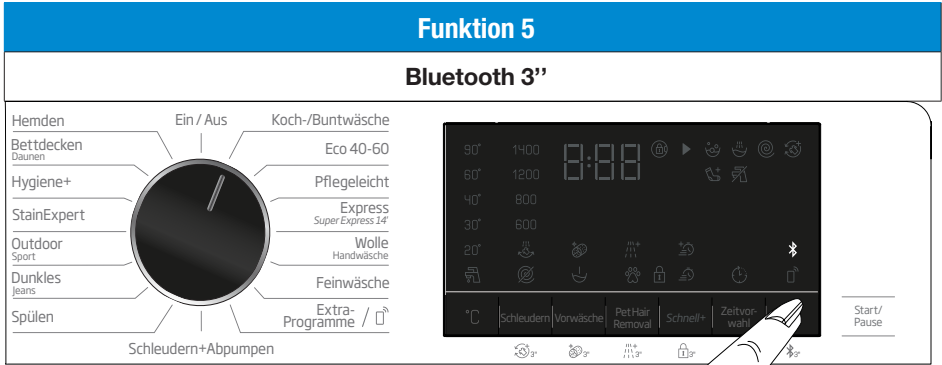 Funktion 5
Bluetooth 3’’
Hemden
Ein / Aus
Koch-/Buntwäsche
Bettdecken
Daunen
Eco 40-60
Hygiene+
Pflegeleicht
StainExpert
Express
Super Express 14'
Outdoor
Sport
Wolle
Handwäsche
Dunkles
Jeans
Feinwäsche
Spülen
Extra-
Programme /
Schleudern+Abpumpen
90° 1400 8:88
60° 1200
40° 800
30° 600
20°
°C Schleudern Vorwäsche Pet Hair Removal Schnell+ Zeitvor-wahl
3" 3" 3" 3" 3"
Start/
Pause